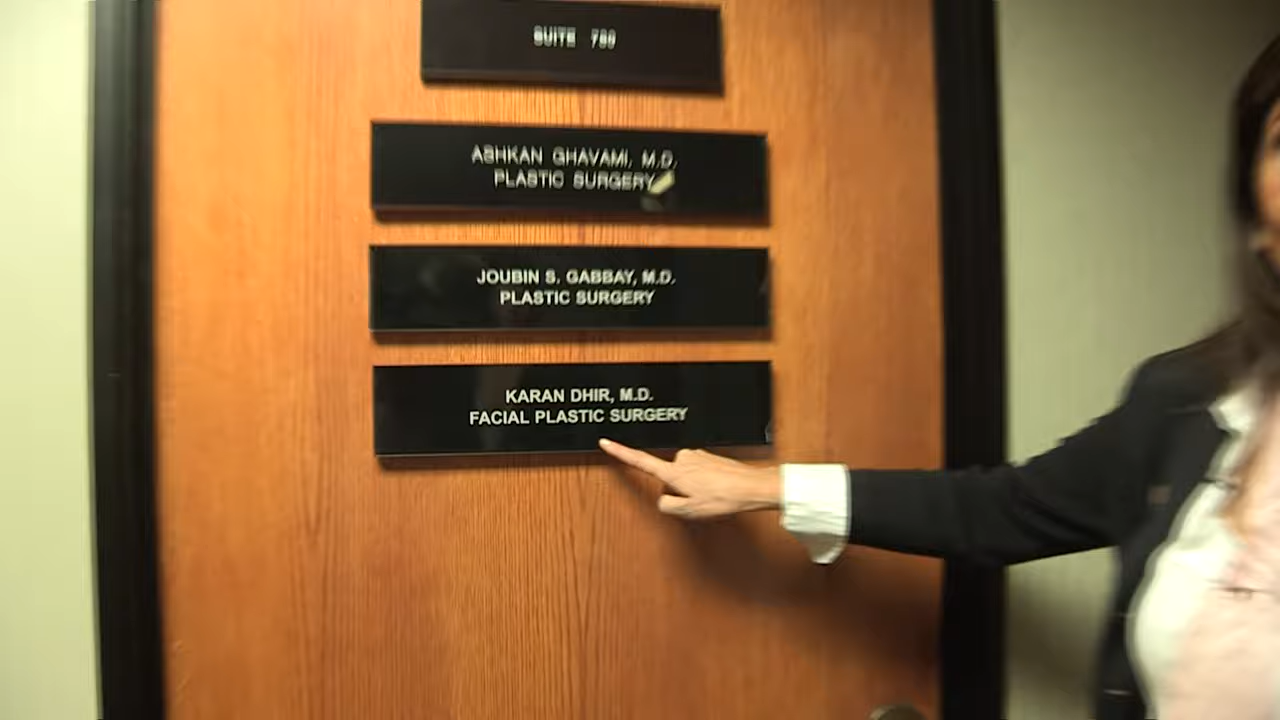 SUITE 780
ASHKAN GHAVAMI, M.D.
PLASTIC SURGERY
JOUBIN S. GABBAY, M.D.
PLASTIC SURGERY
KARAN DHIR, M.D.
FACIAL PLASTIC SURGERY